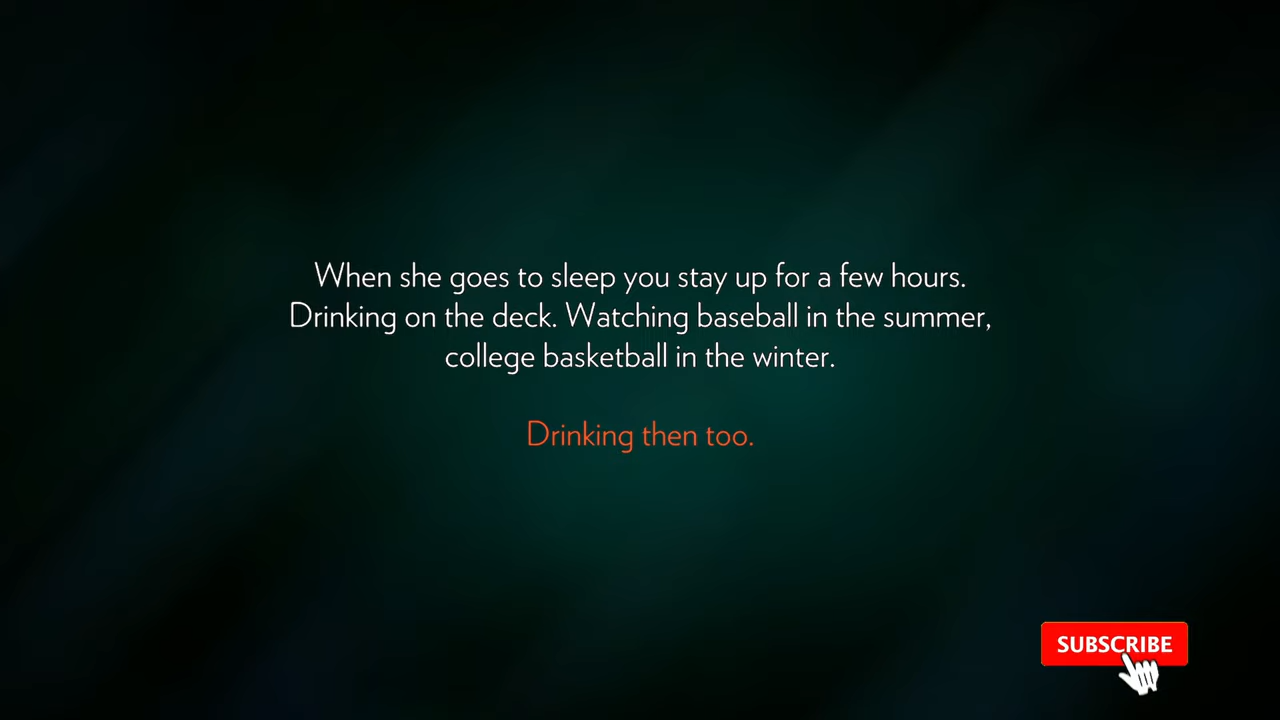 When she goes to sleep you stay up for a few hours.
Drinking on the deck. Watching baseball in the summer,
college basketball in the winter.
Drinking then too.
SUBSCRIBE